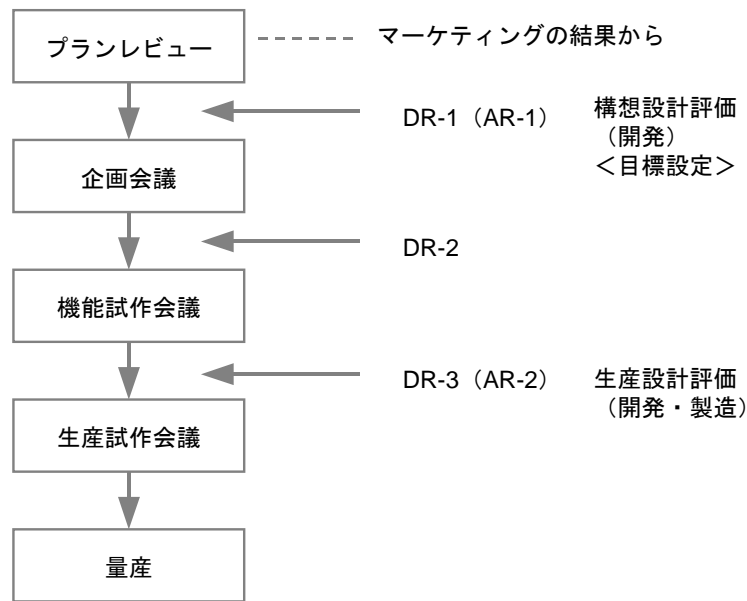 プランレビュー
マーケティングの結果から
DR-1(AR-1)
構想設計評価
(開発)
<目標設定>
企画会議
DR-2
機能試作会議
DR-3(AR-2)
生産設計評価
(開発・製造)
生産試作会議
量産